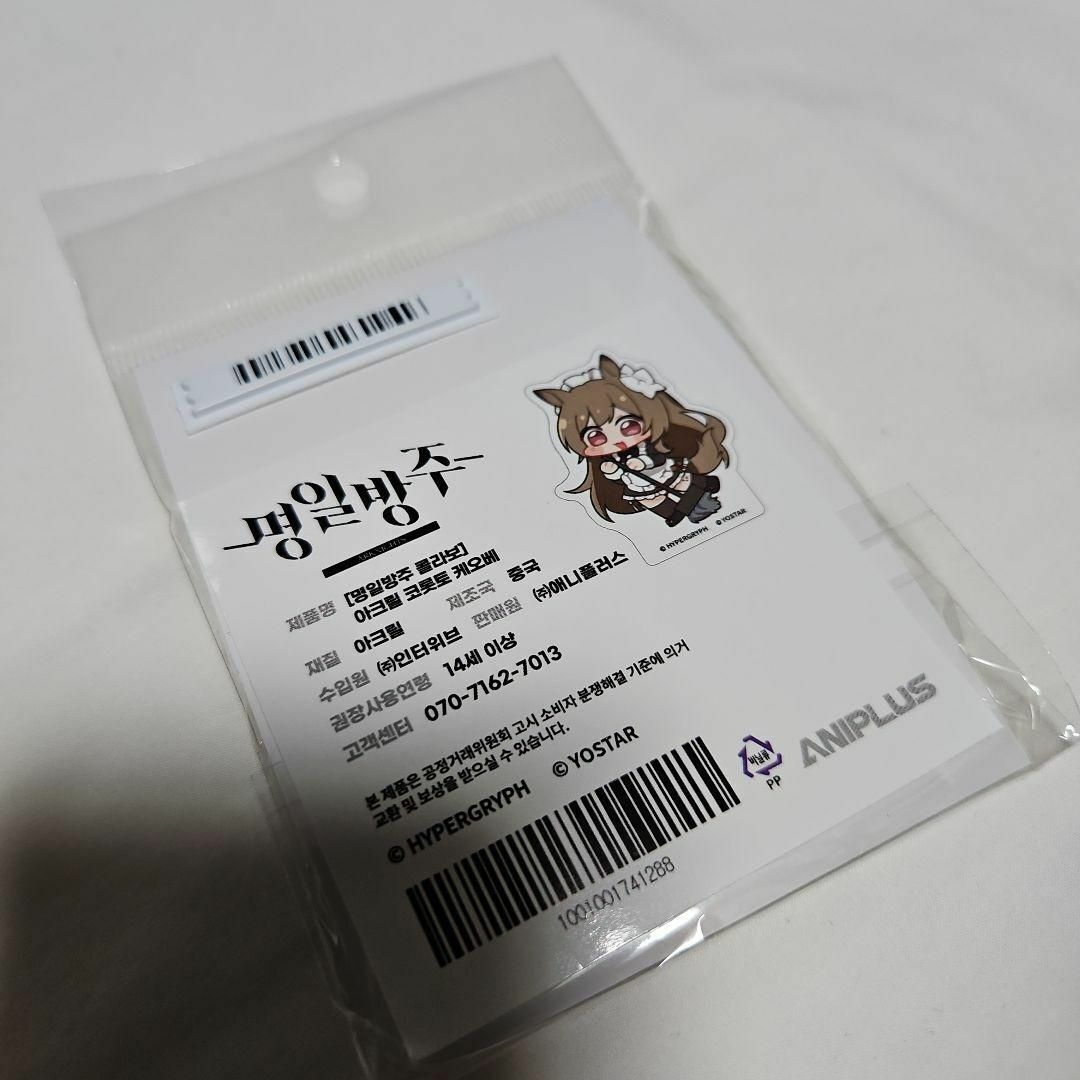 명일방주
ARKNIGHTS
© HYPERGRYPH © YOSTAR
제품명 [명일방주 콜라보]
아크릴 코롯토 케오베
재질 아크릴 제조국 중국
수입원 ㈜인터위브 판매원 ㈜애니플러스
권장사용연령 14세 이상
고객센터 070-7162-7013
본 제품은 공정거래위원회 고시 소비자 분쟁해결 기준에 의거
교환 및 보상을 받으실 수 있습니다.
© HYPERGRYPH © YOSTAR
비닐류
PP
ANIPLUS
1001001741288